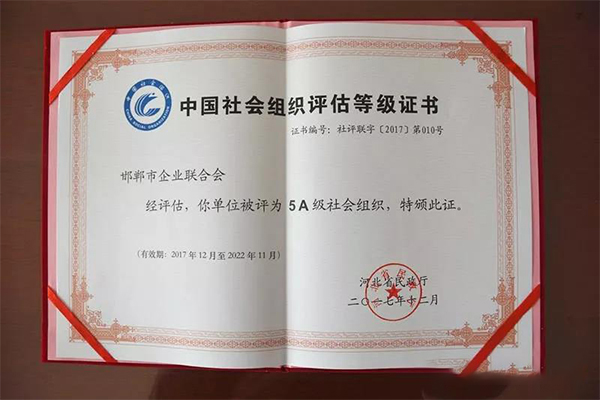 中国社会组织评估等级证书
证书编号：社评联字〔2017〕第010号
邯郸市企业联合会
经评估，你单位被评为 5A 级社会组织，特颁此证。
（有效期：2017年12月至2022年11月）
河北省民政厅
二〇一七年十二月